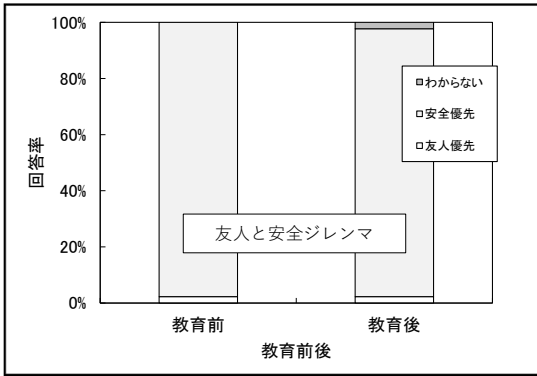 100%
80%
60%
40%
20%
0%
回答率
わからない
安全優先
友人優先
友人と安全ジレンマ
教育前
教育後
教育前後